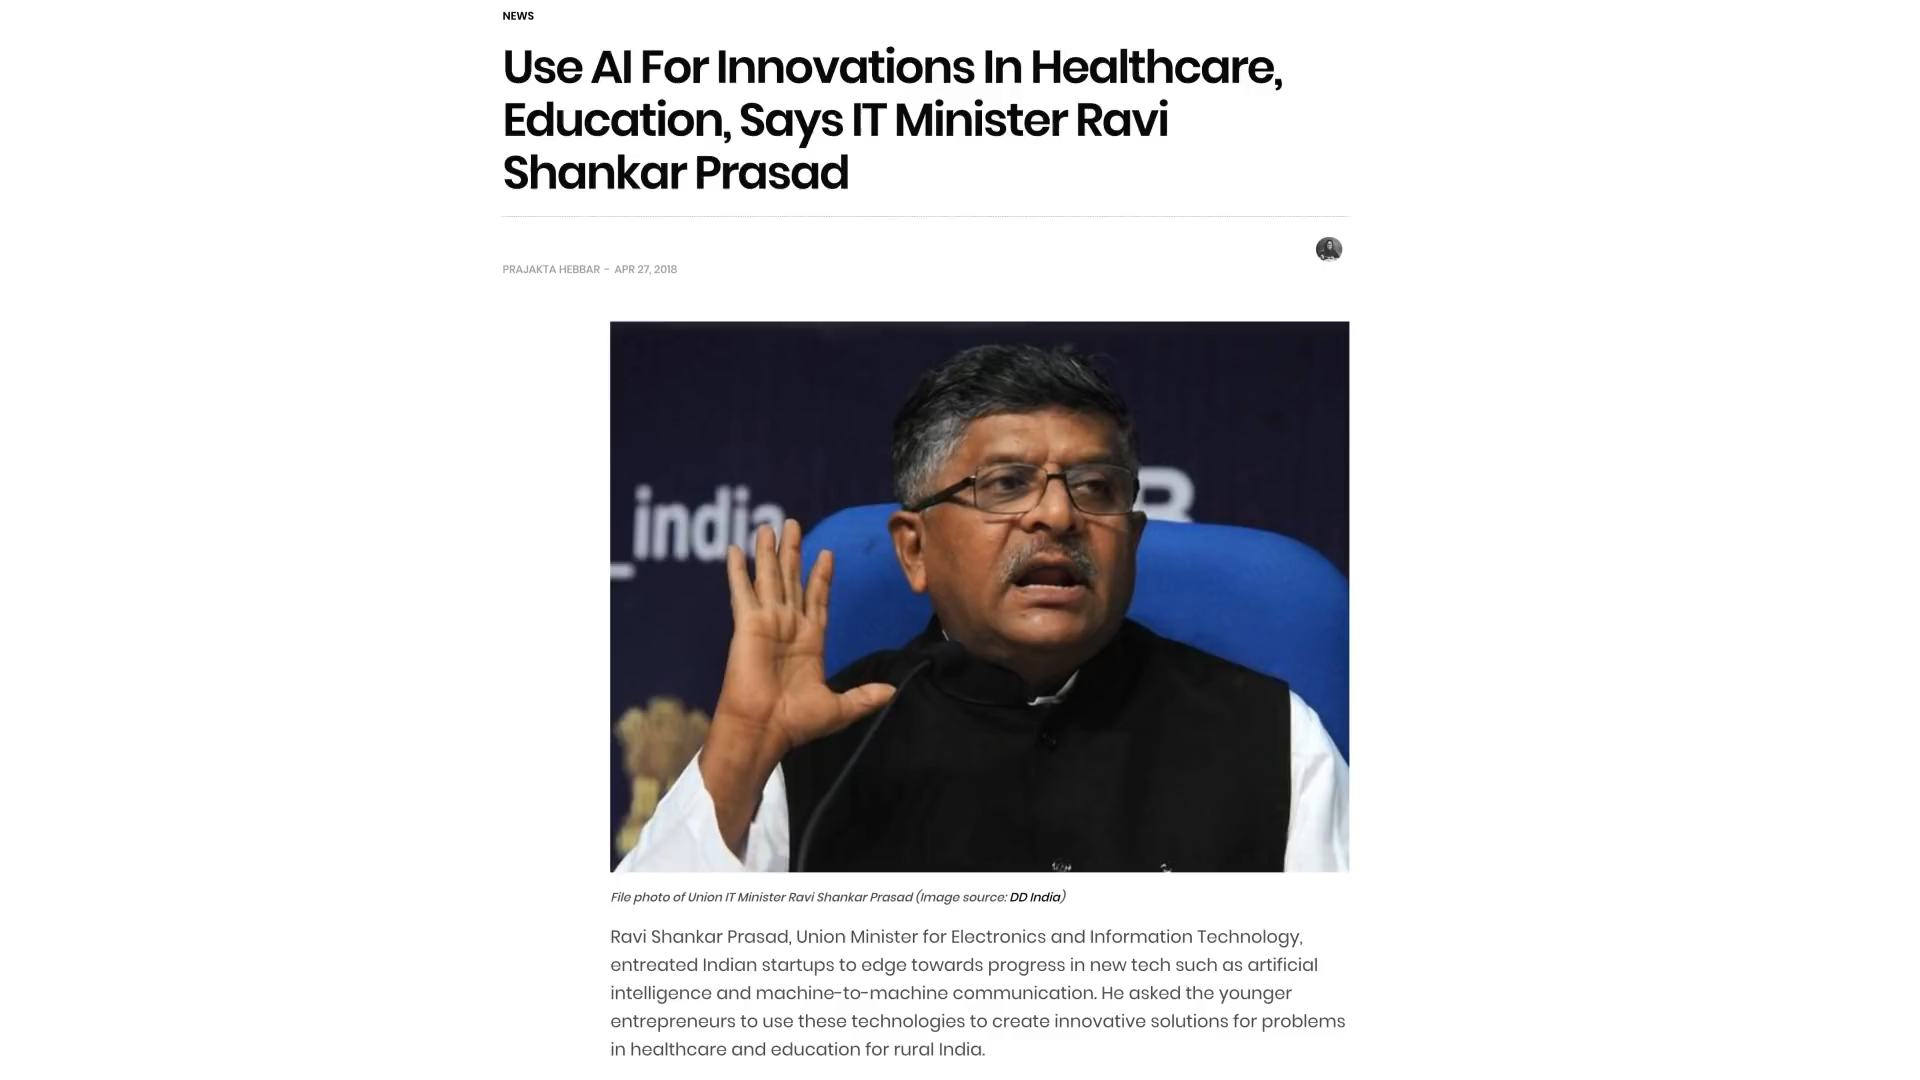 NEWS
Use AI For Innovations In Healthcare,
Education, Says IT Minister Ravi
Shankar Prasad
PRAJAKTA HEBBAR - APR 27, 2018
_india
B
File photo of Union IT Minister Ravi Shankar Prasad (Image source: DD India)
Ravi Shankar Prasad, Union Minister for Electronics and Information Technology,
entreated Indian startups to edge towards progress in new tech such as artificial
intelligence and machine-to-machine communication. He asked the younger
entrepreneurs to use these technologies to create innovative solutions for problems
in healthcare and education for rural India.